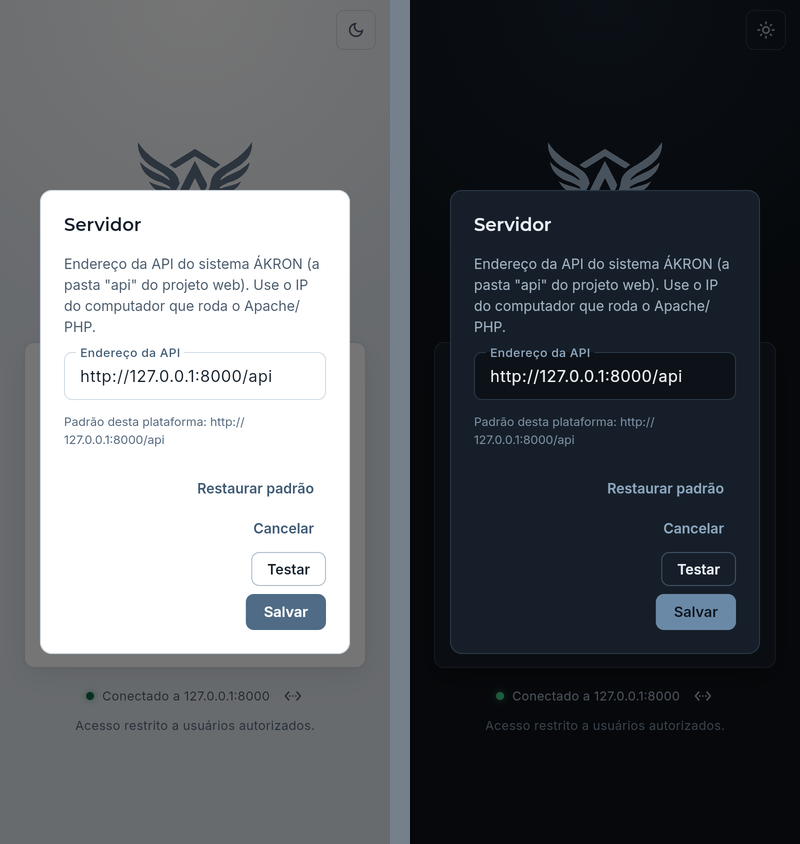 Servidor
Endereço da API do sistema ÁKRON (a
pasta "api" do projeto web). Use o IP
do computador que roda o Apache/
PHP.
Endereço da API
http://127.0.0.1:8000/api
Padrão desta plataforma: http://
127.0.0.1:8000/api
Restaurar padrão
Cancelar
Testar
Salvar
Conectado a 127.0.0.1:8000
Acesso restrito a usuários autorizados.
Servidor
Endereço da API do sistema ÁKRON (a
pasta "api" do projeto web). Use o IP
do computador que roda o Apache/
PHP.
Endereço da API
http://127.0.0.1:8000/api
Padrão desta plataforma: http://
127.0.0.1:8000/api
Restaurar padrão
Cancelar
Testar
Salvar
Conectado a 127.0.0.1:8000
Acesso restrito a usuários autorizados.